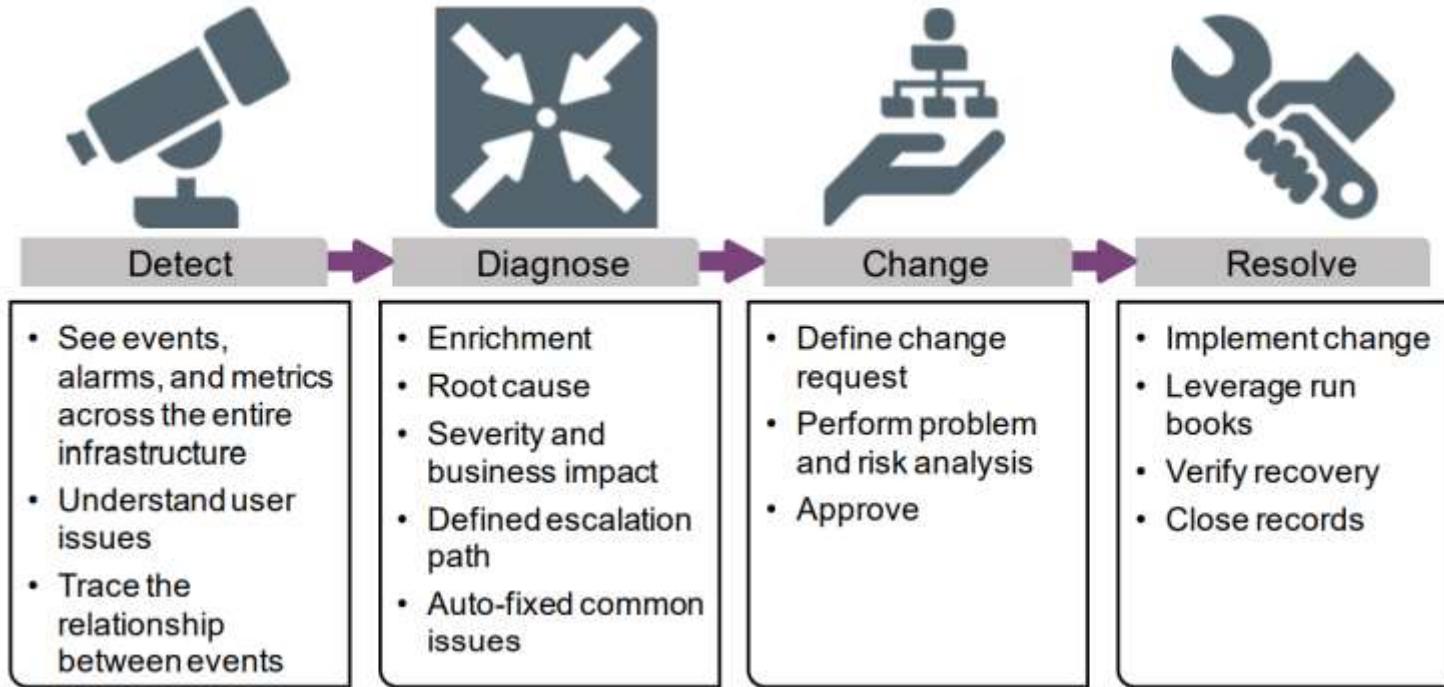 Detect
Diagnose
Change
Resolve
• See events,
alarms, and metrics
across the entire
infrastructure
• Understand user
issues
• Trace the
relationship
between events
• Enrichment
• Root cause
• Severity and
business impact
• Defined escalation
path
• Auto-fixed common
issues
• Define change
request
• Perform problem
and risk analysis
• Approve
• Implement change
• Leverage run
books
• Verify recovery
• Close records